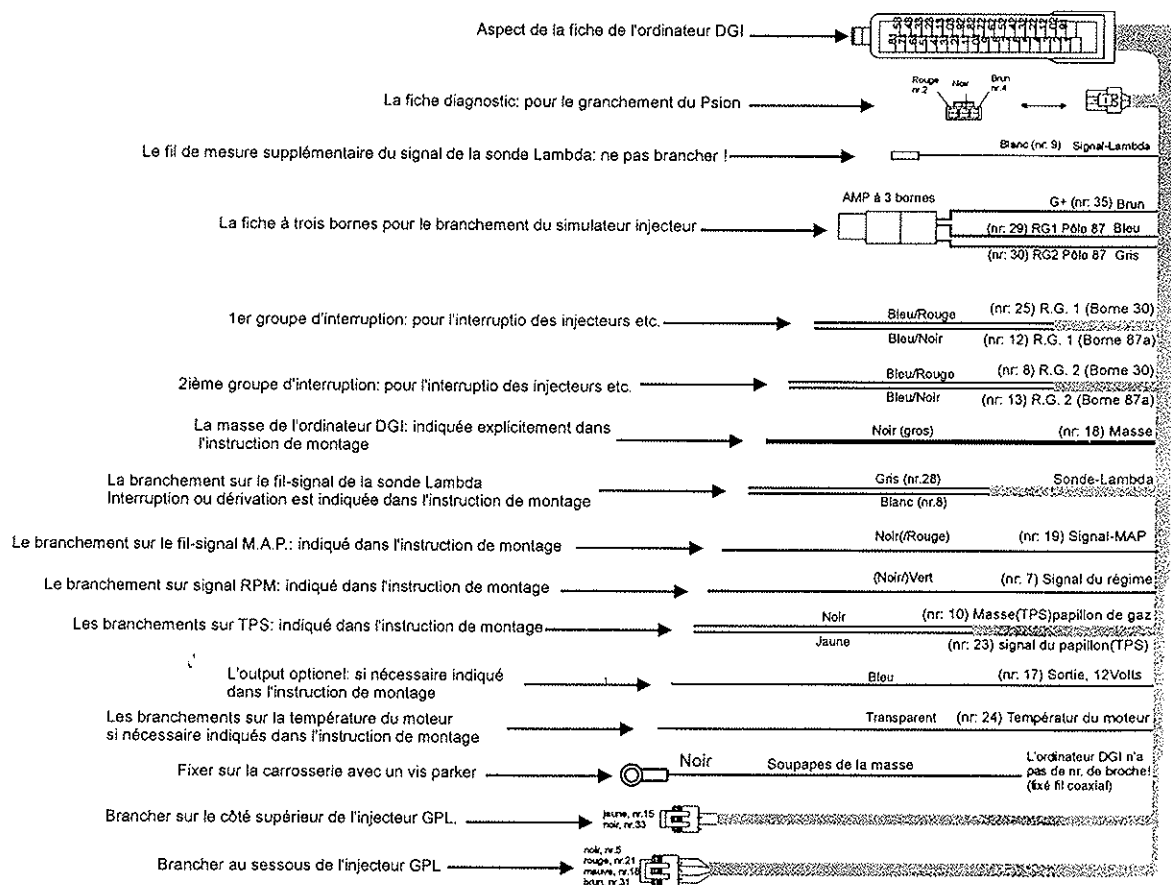 Aspect de la fiche de l'ordinateur DGI
La fiche diagnostic: pour le granchement du Psion
Rouge nr.2
Noir
Brun nr.4
Le fil de mesure supplémentaire du signal de la sonde Lambda: ne pas brancher !
Blanc (nr. 9) Signal-Lambda
La fiche à trois bornes pour le branchement du simulateur injecteur
AMP à 3 bornes
G+ (nr: 35) Brun
(nr: 29) RG1 Pôlo 87 Bleu
(nr: 30) RG2 Pôlo 87 Gris
1er groupe d'interruption: pour l'interruptio des injecteurs etc.
Bleu/Rouge (nr: 25) R.G. 1 (Borne 30)
Bleu/Noir (nr: 12) R.G. 1 (Borne 87a)
2ième groupe d'interruption: pour l'interruptio des injecteurs etc.
Bleu/Rouge (nr: 8) R.G. 2 (Borne 30)
Bleu/Noir (nr: 13) R.G. 2 (Borne 87a)
La masse de l'ordinateur DGI: indiquée explicitement dans
l'instruction de montage
Noir (gros) (nr: 18) Masse
La branchement sur le fil-signal de la sonde Lambda
Interruption ou dérivation est indiquée dans l'instruction de montage
Gris (nr.28) Sonde-Lambda
Blanc (nr.8)
Le branchement sur le fil-signal M.A.P.: indiqué dans l'instruction de montage
Noir(/Rouge) (nr: 19) Signal-MAP
Le branchement sur signal RPM: indiqué dans l'instruction de montage
(Noir/)Vert (nr: 7) Signal du régime
Les branchements sur TPS: indiqué dans l'instruction de montage
Noir (nr: 10) Masse(TPS)papillon de gaz
Jaune (nr: 23) signal du papillon(TPS)
L'output optionel: si nécessaire indiqué
dans l'instruction de montage
Bleu (nr: 17) Sortie, 12Volts
Les branchements sur la température du moteur
si nécessaire indiqués dans l'instruction de montage
Transparent (nr: 24) Températur du moteur
Fixer sur la carrosserie avec un vis parker
Noir Soupapes de la masse
L'ordinateur DGI n'a
pas de nr. de broche!
(fixé fil coaxial)
Brancher sur le côté supérieur de l'injecteur GPL.
jaune, nr.15
noir, nr.33
Brancher au sessous de l'injecteur GPL
noir, nr.5
rouge, nr.21
mauve, nr.16
brun, nr.31